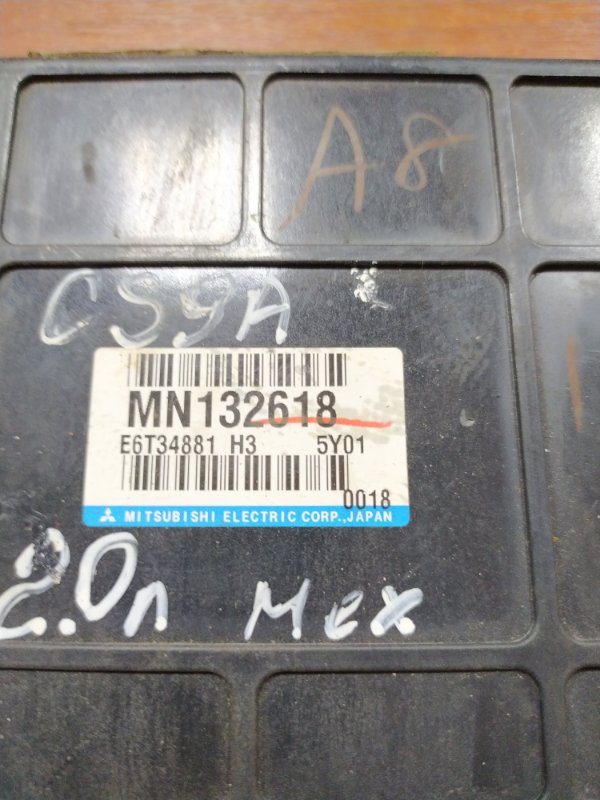 A8
CS9A
MN132618
E6T34881 H3 5Y01
0018
MITSUBISHI ELECTRIC CORP., JAPAN
2.0л мех